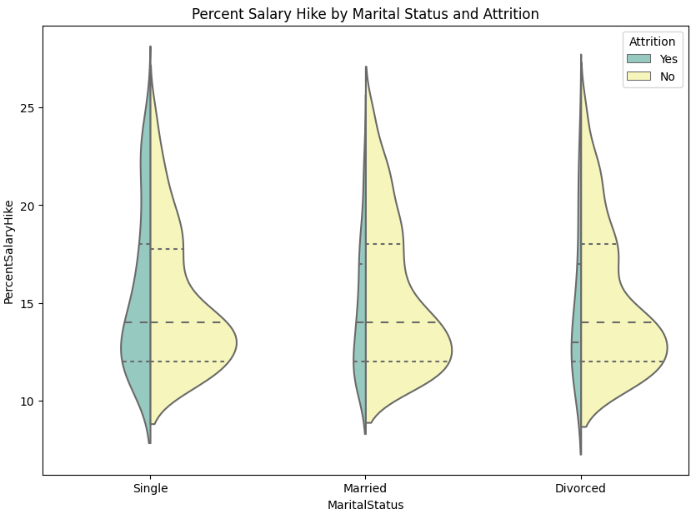 Percent Salary Hike by Marital Status and Attrition
Attrition
Yes
No
25
20
15
10
PercentSalaryHike
Single
Married
Divorced
MaritalStatus